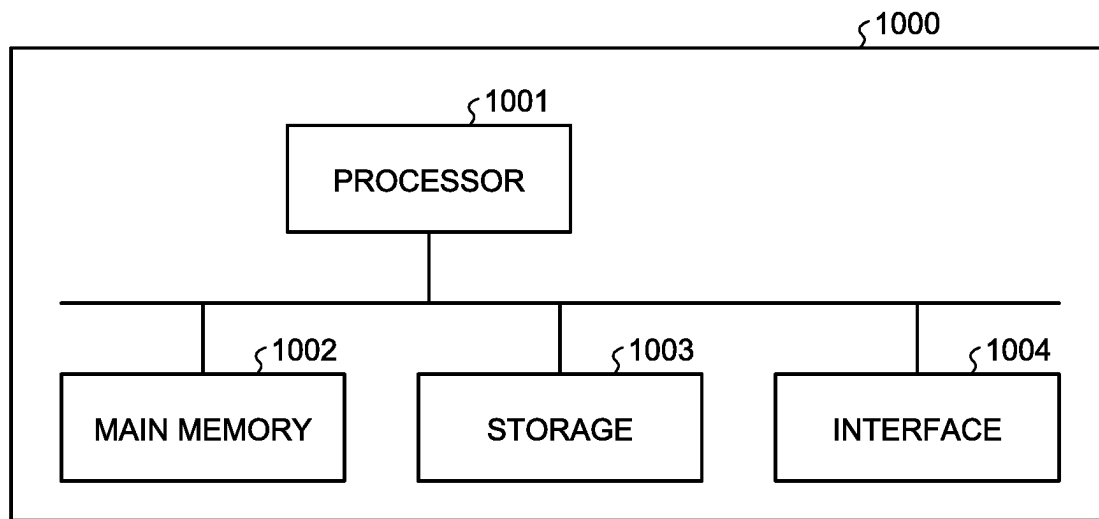 1000
1001
PROCESSOR
1002
1003
1004
MAIN MEMORY
STORAGE
INTERFACE